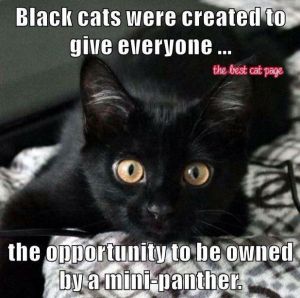 Black cats were created to
give everyone ...
the best cat page
the opportunity to be owned
by a mini-panther.